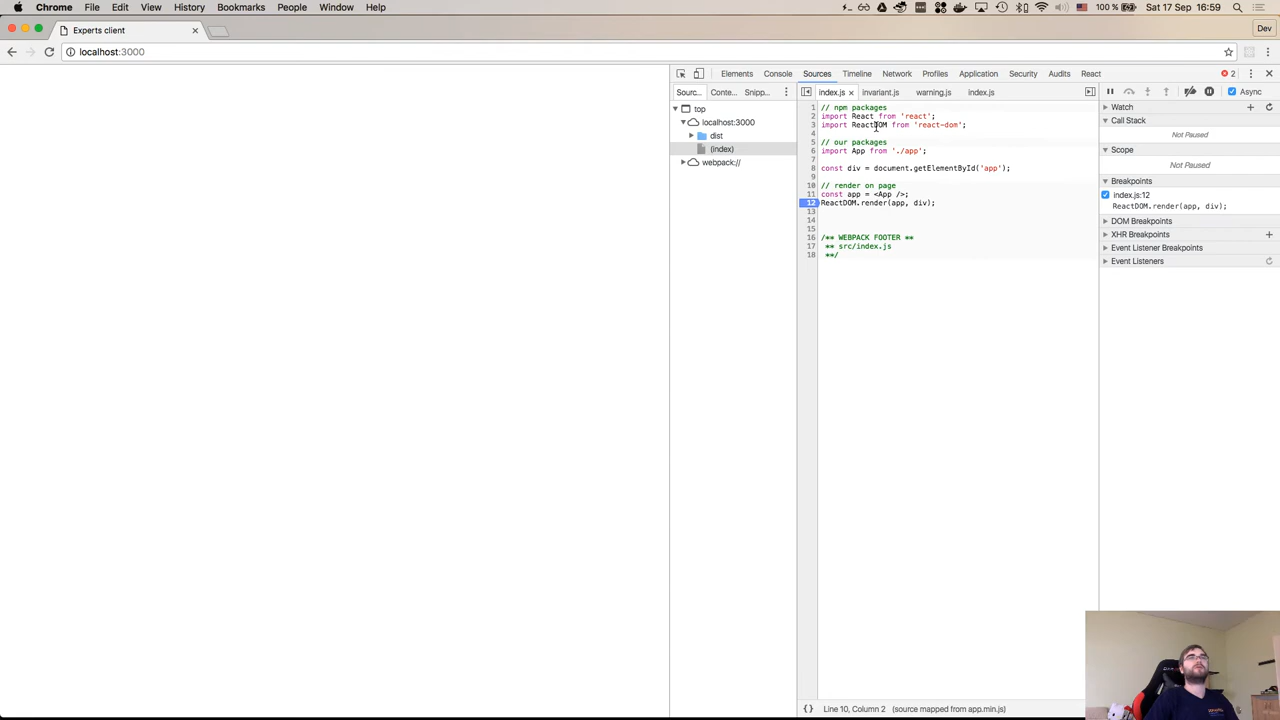 Chrome File Edit View History Bookmarks People Window Help 100 % Sat 17 Sep 16:59
Experts client Dev
localhost:3000
Elements Console Sources Timeline Network Profiles Application Security Audits React 2
Sourc... Conte... Snipp... index.js invariant.js warning.js index.js
top
localhost:3000
dist
(index)
webpack://
1 // npm packages
2 import React from 'react';
3 import ReactDOM from 'react-dom';
4
5 // our packages
6 import App from './app';
7
8 const div = document.getElementById('app');
9
10 // render on page
11 const app = <App />;
12 ReactDOM.render(app, div);
13
14
15
16 /** WEBPACK FOOTER **
17 ** src/index.js
18 **/
Async
Watch
Call Stack
Not Paused
Scope
Not Paused
Breakpoints
index.js:12
ReactDOM.render(app, div);
DOM Breakpoints
XHR Breakpoints
Event Listener Breakpoints
Event Listeners
{} Line 10, Column 2 (source mapped from app.min.js)